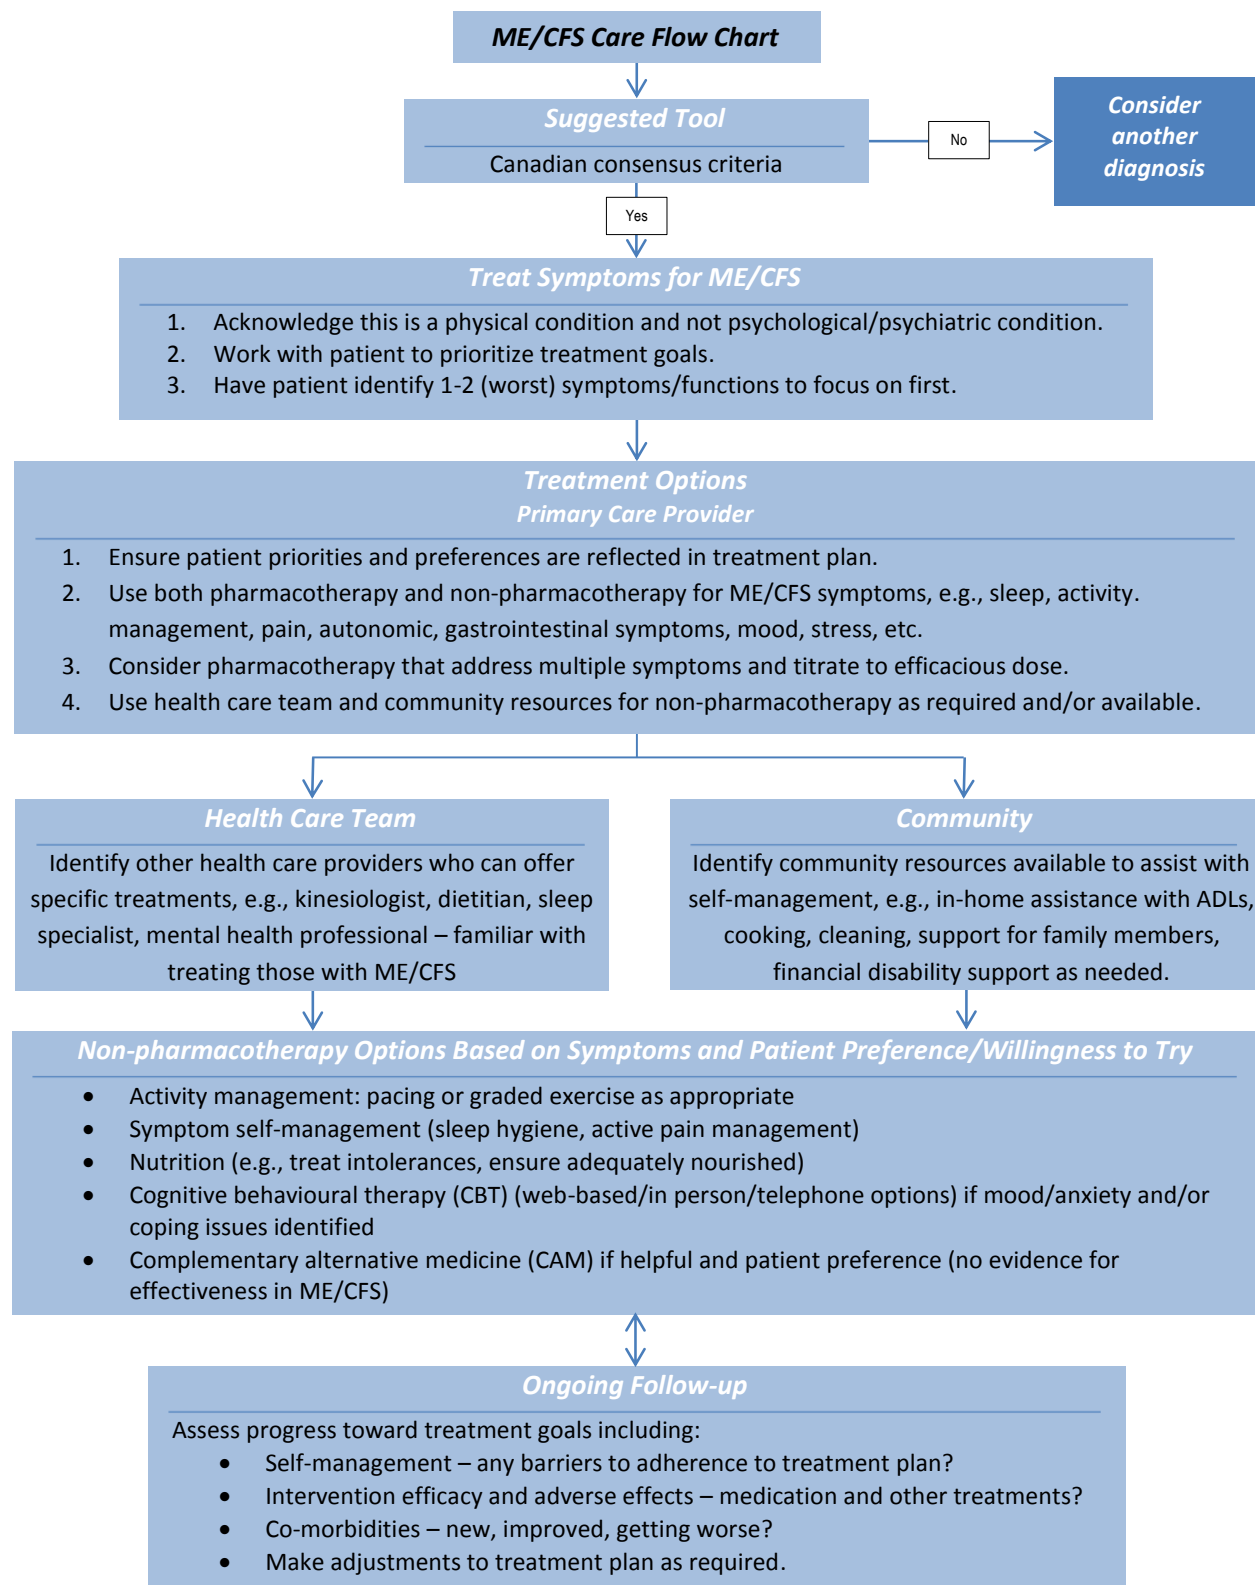 ME/CFS Care Flow Chart
Suggested Tool
Canadian consensus criteria
No
Consider
another
diagnosis
Yes
Treat Symptoms for ME/CFS
1. Acknowledge this is a physical condition and not psychological/psychiatric condition.
2. Work with patient to prioritize treatment goals.
3. Have patient identify 1-2 (worst) symptoms/functions to focus on first.
Treatment Options
Primary Care Provider
1. Ensure patient priorities and preferences are reflected in treatment plan.
2. Use both pharmacotherapy and non-pharmacotherapy for ME/CFS symptoms, e.g., sleep, activity.
management, pain, autonomic, gastrointestinal symptoms, mood, stress, etc.
3. Consider pharmacotherapy that address multiple symptoms and titrate to efficacious dose.
4. Use health care team and community resources for non-pharmacotherapy as required and/or available.
Health Care Team
Identify other health care providers who can offer
specific treatments, e.g., kinesiologist, dietitian, sleep
specialist, mental health professional – familiar with
treating those with ME/CFS
Community
Identify community resources available to assist with
self-management, e.g., in-home assistance with ADLs,
cooking, cleaning, support for family members,
financial disability support as needed.
Non-pharmacotherapy Options Based on Symptoms and Patient Preference/Willingness to Try
• Activity management: pacing or graded exercise as appropriate
• Symptom self-management (sleep hygiene, active pain management)
• Nutrition (e.g., treat intolerances, ensure adequately nourished)
• Cognitive behavioural therapy (CBT) (web-based/in person/telephone options) if mood/anxiety and/or
coping issues identified
• Complementary alternative medicine (CAM) if helpful and patient preference (no evidence for
effectiveness in ME/CFS)
Ongoing Follow-up
Assess progress toward treatment goals including:
• Self-management – any barriers to adherence to treatment plan?
• Intervention efficacy and adverse effects – medication and other treatments?
• Co-morbidities – new, improved, getting worse?
• Make adjustments to treatment plan as required.